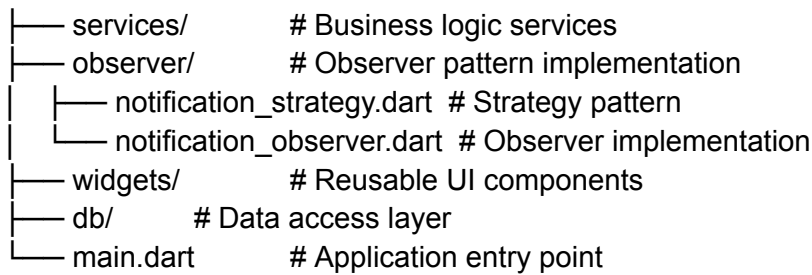 ├── services/ # Business logic services
├── observer/ # Observer pattern implementation
│ ├── notification_strategy.dart # Strategy pattern
│ └── notification_observer.dart # Observer implementation
├── widgets/ # Reusable UI components
├── db/ # Data access layer
└── main.dart # Application entry point